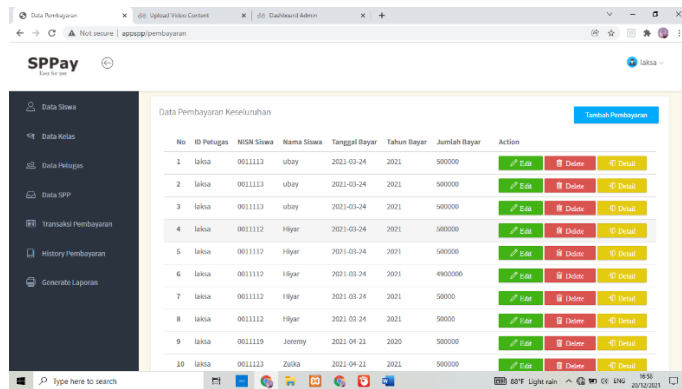 Data Pembayaran
Upload Video Content
Dashboard Admin
Not secure | appspp/pembayaran
SPPay
Easy for pay
laksa
Data Siswa
Data Kelas
Data Petugas
Data SPP
Transaksi Pembayaran
History Pembayaran
Generate Laporan
Data Pembayaran Keseluruhan
Tambah Pembayaran
No ID Petugas NISN Siswa Nama Siswa Tanggal Bayar Tahun Bayar Jumlah Bayar Action
1 laksa 0011113 ubay 2021-03-24 2021 500000 Edit Delete Detail
2 laksa 0011113 ubay 2021-03-24 2021 500000 Edit Delete Detail
3 laksa 0011113 ubay 2021-03-24 2021 500000 Edit Delete Detail
4 laksa 0011112 Hiyar 2021-03-24 2021 500000 Edit Delete Detail
5 laksa 0011112 Hiyar 2021-03-24 2021 500000 Edit Delete Detail
6 laksa 0011112 Hiyar 2021-03-24 2021 4900000 Edit Delete Detail
7 laksa 0011112 Hiyar 2021-03-24 2021 50000 Edit Delete Detail
8 laksa 0011112 Hiyar 2021-03-24 2021 50000 Edit Delete Detail
9 laksa 0011119 Jeremy 2021-04-21 2020 500000 Edit Delete Detail
10 laksa 0011123 Zaika 2021-04-21 2021 500000 Edit Delete Detail
Type here to search
88°F Light rain
ENG
16:58
20/12/2021